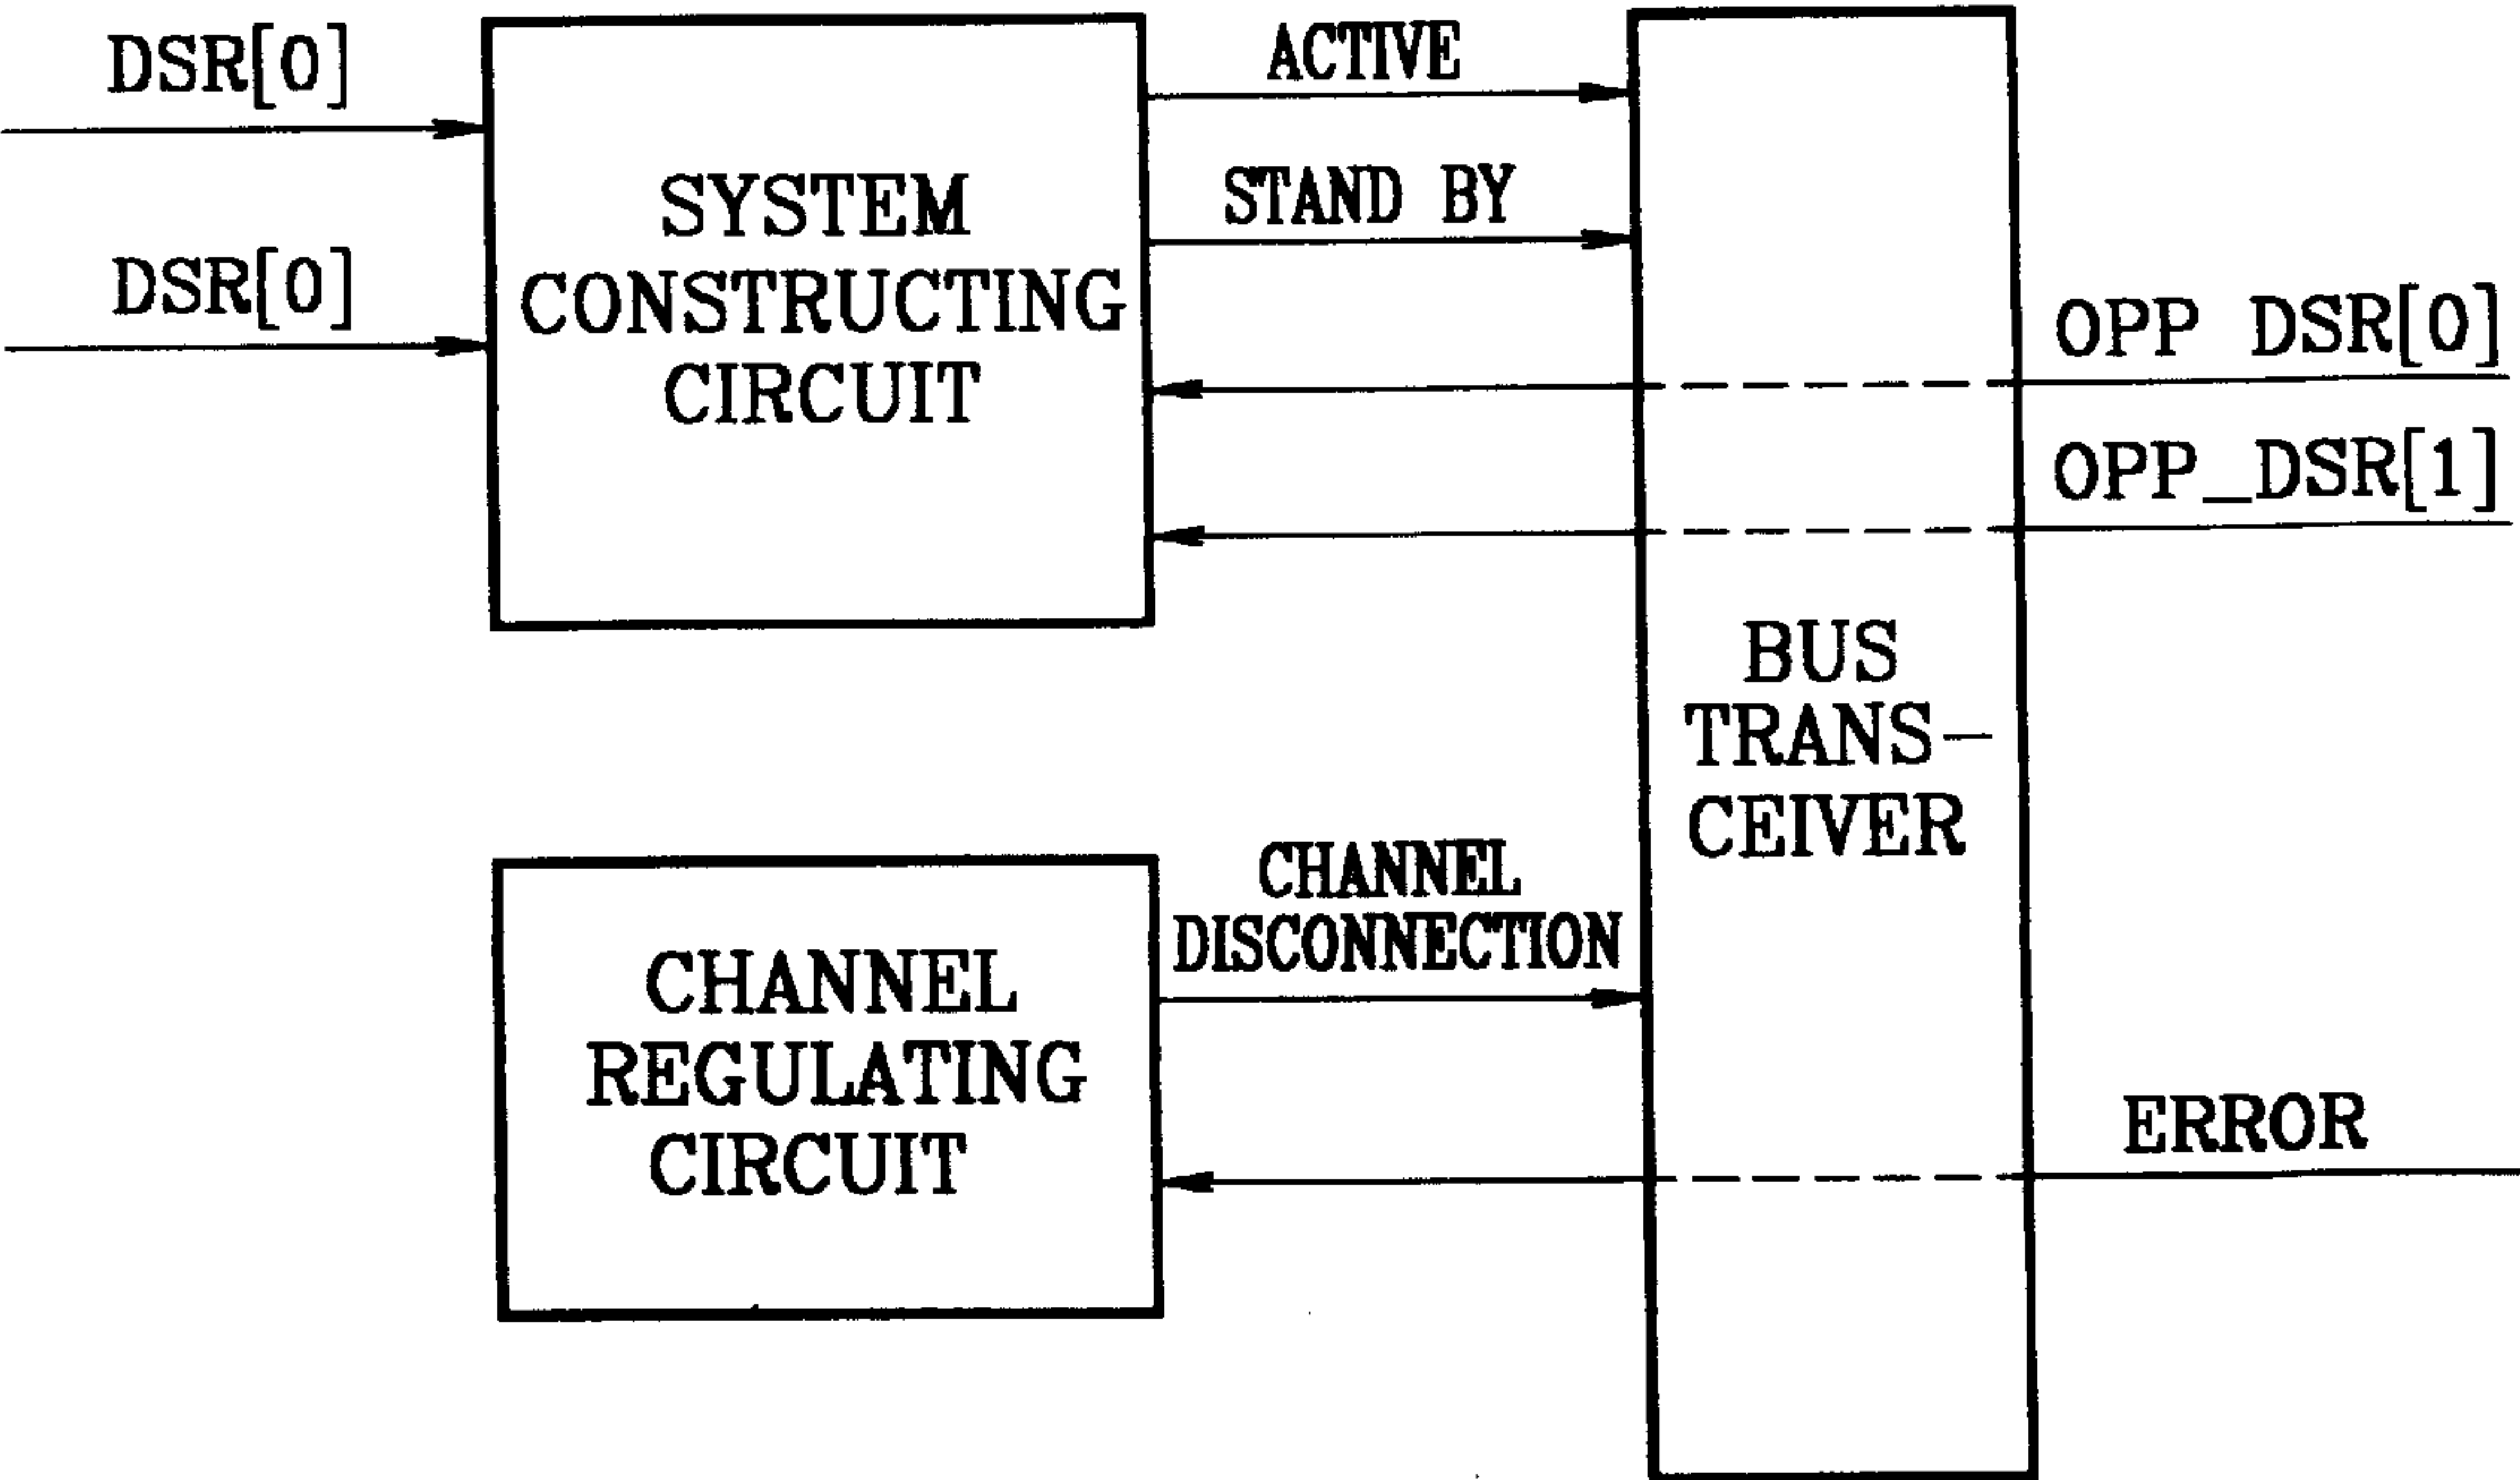 DSR[0]
DSR[0]
SYSTEM
CONSTRUCTING
CIRCUIT
ACTIVE
STAND BY
OPP DSR[0]
OPP_DSR[1]
BUS
TRANS-
CEIVER
CHANNEL
DISCONNECTION
CHANNEL
REGULATING
CIRCUIT
ERROR